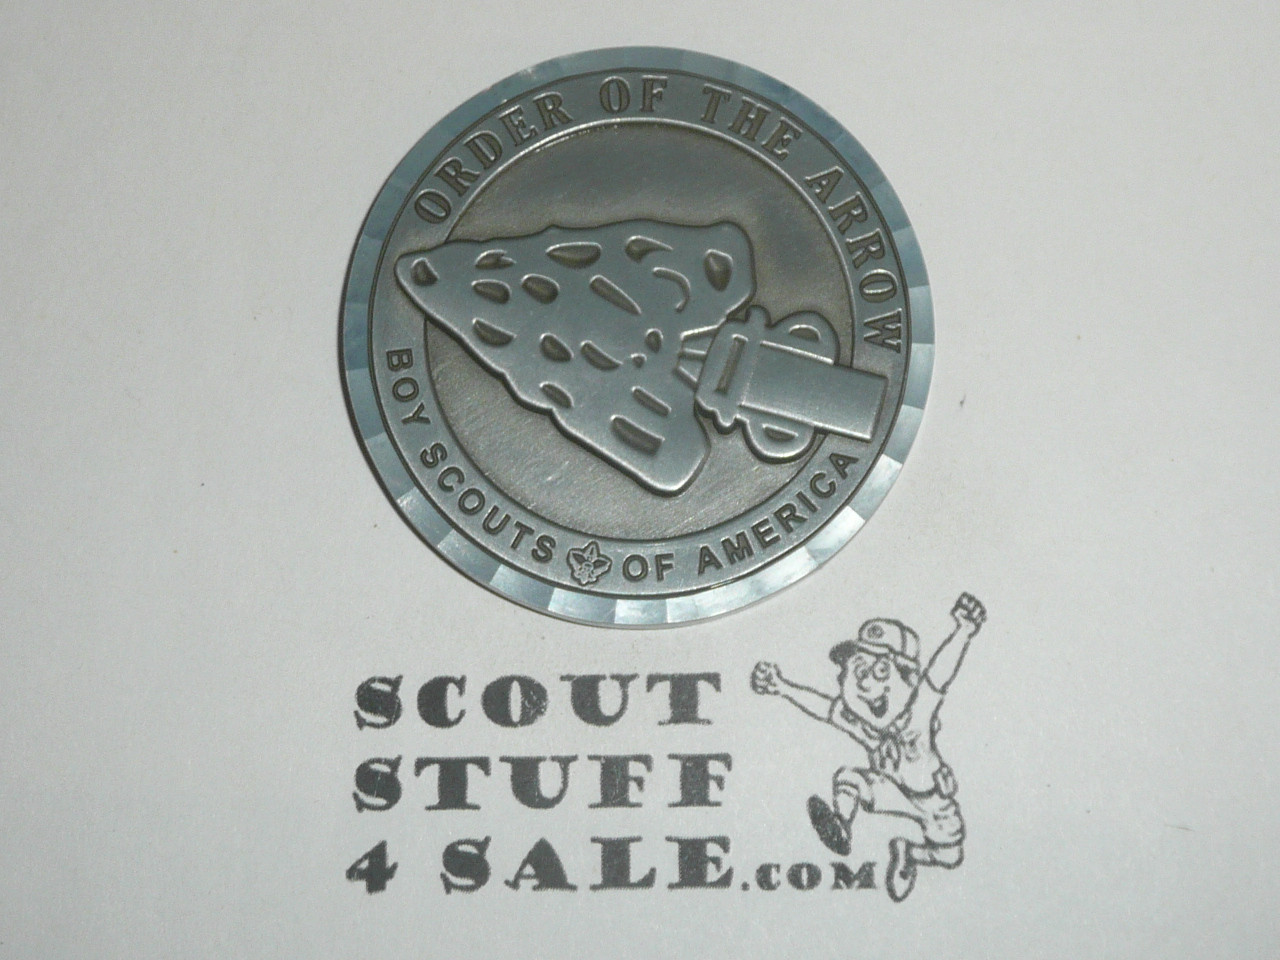 ORDER OF THE ARROW
BOY SCOUTS OF AMERICA
SCOUT
STUFF
4 SALE.COM